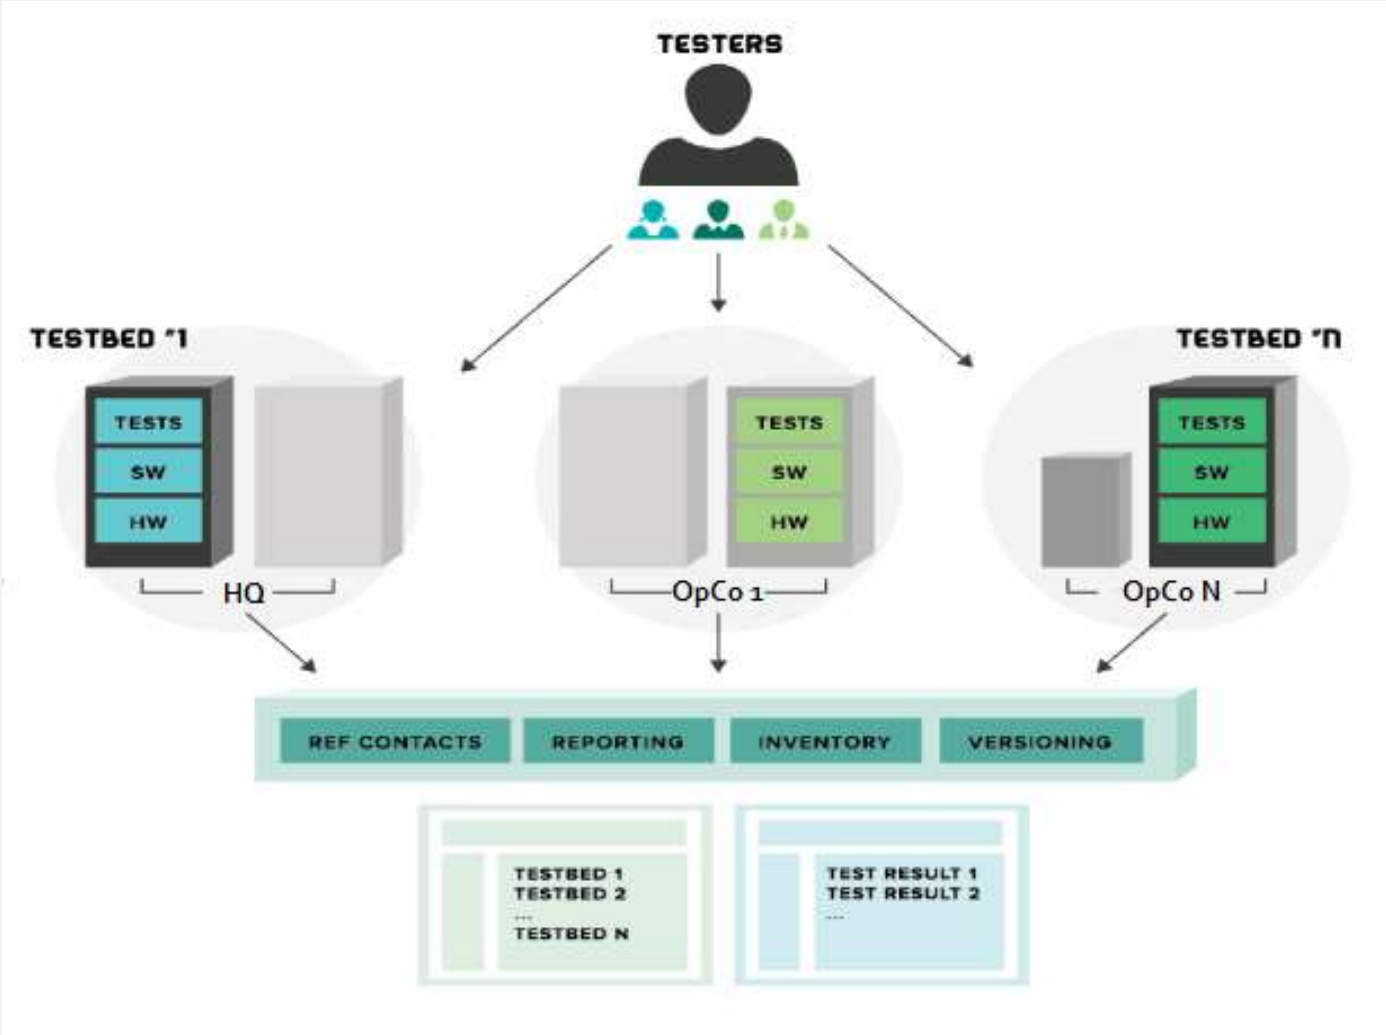 TESTERS
TESTBED "1
TESTBED "N
TESTS
SW
HW
TESTS
SW
HW
TESTS
SW
HW
HQ
OpCo 1
OpCo N
REF CONTACTS
REPORTING
INVENTORY
VERSIONING
TESTBED 1
TESTBED 2
...
TESTBED N
TEST RESULT 1
TEST RESULT 2
...